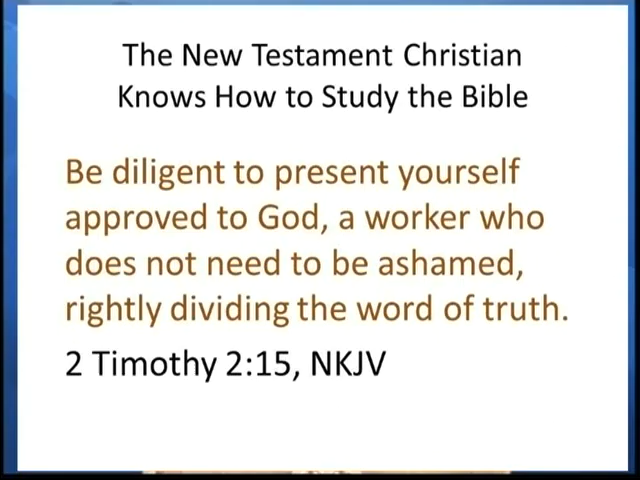 The New Testament Christian
Knows How to Study the Bible
Be diligent to present yourself
approved to God, a worker who
does not need to be ashamed,
rightly dividing the word of truth.
2 Timothy 2:15, NKJV